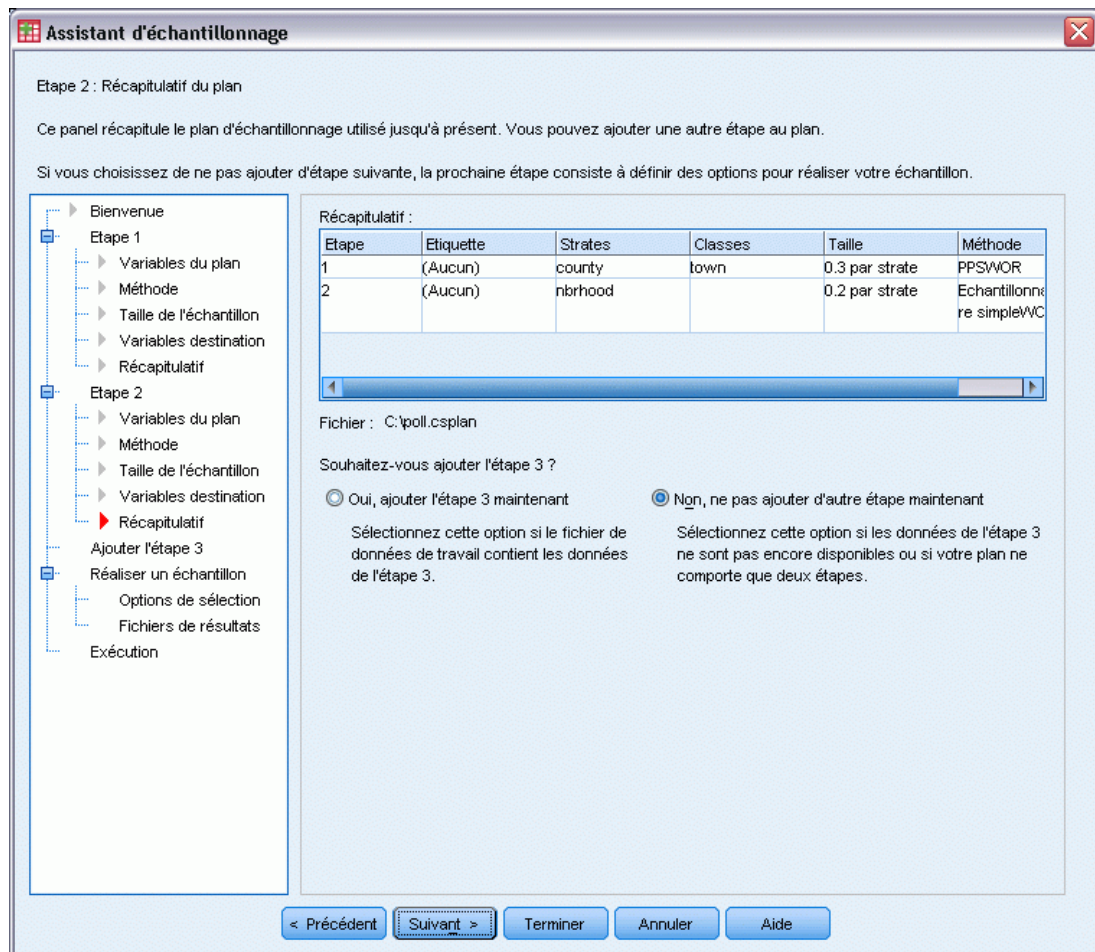 Assistant d'échantillonnage
Etape 2 : Récapitulatif du plan
Ce panel récapitule le plan d'échantillonnage utilisé jusqu'à présent. Vous pouvez ajouter une autre étape au plan.
Si vous choisissez de ne pas ajouter d'étape suivante, la prochaine étape consiste à définir des options pour réaliser votre échantillon.
Bienvenue
Etape 1
Variables du plan
Méthode
Taille de l'échantillon
Variables destination
Récapitulatif
Etape 2
Variables du plan
Méthode
Taille de l'échantillon
Variables destination
Récapitulatif
Ajouter l'étape 3
Réaliser un échantillon
Options de sélection
Fichiers de résultats
Exécution
Récapitulatif :
Etape Etiquette Strates Classes Taille Méthode
1 (Aucun) county town 0.3 par strate PPSWOR
2 (Aucun) nbrhood 0.2 par strate Echantillonna
re simpleWO
Fichier : C:\poll.csplan
Souhaitez-vous ajouter l'étape 3 ?
Oui, ajouter l'étape 3 maintenant
Sélectionnez cette option si le fichier de
données de travail contient les données
de l'étape 3.
Non, ne pas ajouter d'autre étape maintenant
Sélectionnez cette option si les données de l'étape 3
ne sont pas encore disponibles ou si votre plan ne
comporte que deux étapes.
< Précédent Suivant > Terminer Annuler Aide